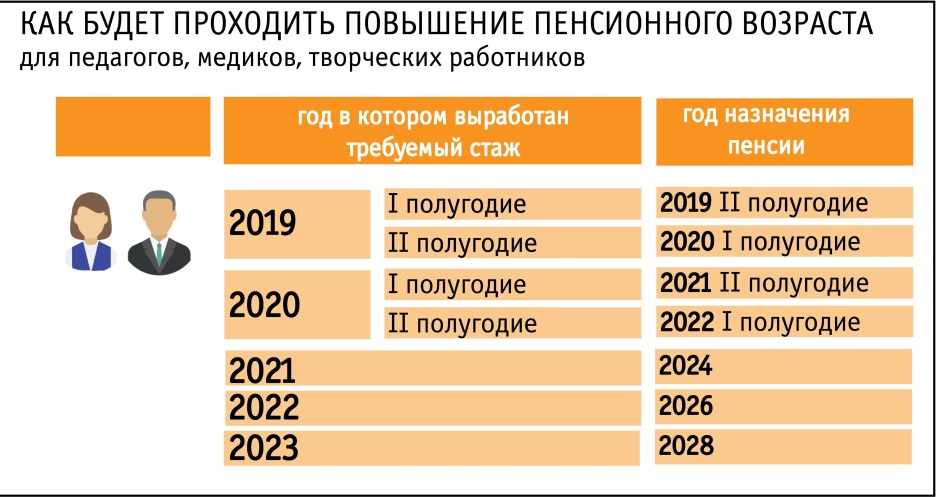 КАК БУДЕТ ПРОХОДИТЬ ПОВЫШЕНИЕ ПЕНСИОННОГО ВОЗРАСТА
для педагогов, медиков, творческих работников
год в котором выработан
требуемый стаж
год назначения
пенсии
2019
I полугодие
2019 II полугодие
II полугодие
2020 I полугодие
2020
I полугодие
2021 II полугодие
II полугодие
2022 I полугодие
2021
2024
2022
2026
2023
2028